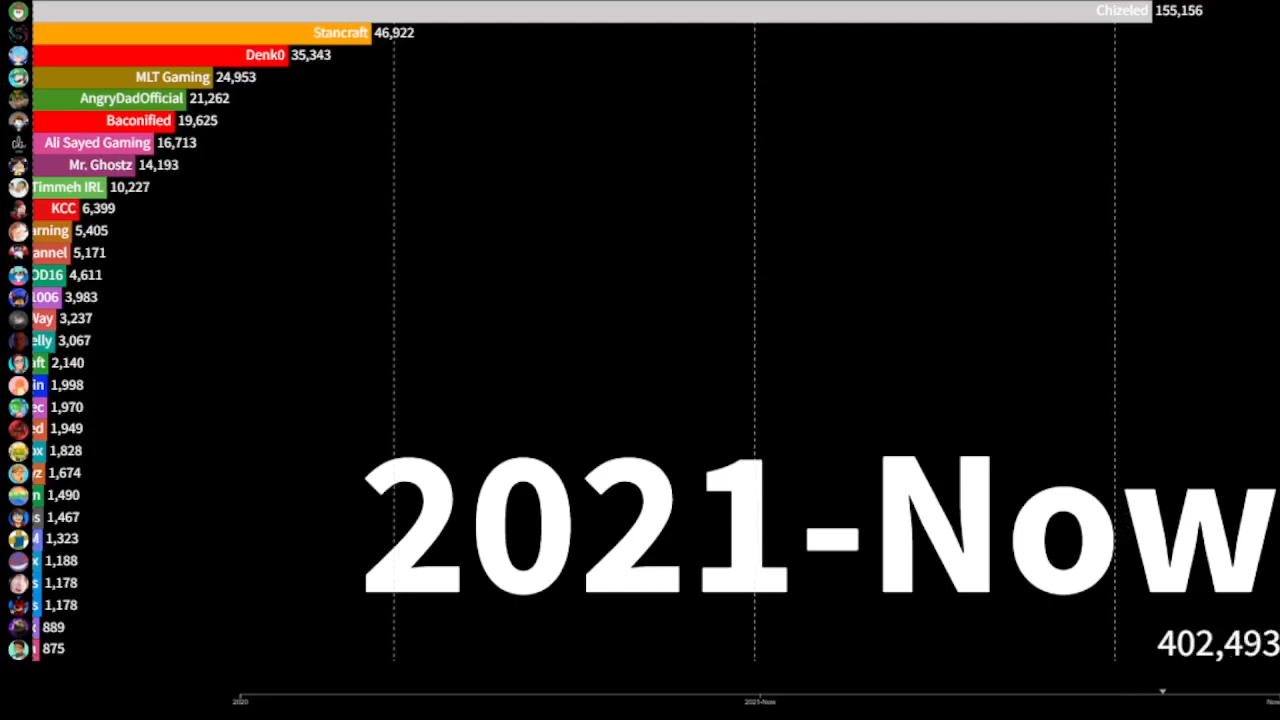 Chizeled 155,156
Stancraft 46,922
Denk0 35,343
MLT Gaming 24,953
AngryDadOfficial 21,262
Baconified 19,625
Ali Sayed Gaming 16,713
Mr. Ghostz 14,193
Timmeh IRL 10,227
KCC 6,399
arning 5,405
annel 5,171
OD16 4,611
1006 3,983
Way 3,237
elly 3,067
aft 2,140
in 1,998
ec 1,970
ed 1,949
ox 1,828
yz 1,674
n 1,490
is 1,467
M 1,323
x 1,188
s 1,178
s 1,178
x 889
875
2021-Now
402,493
2020 2021-Now Now